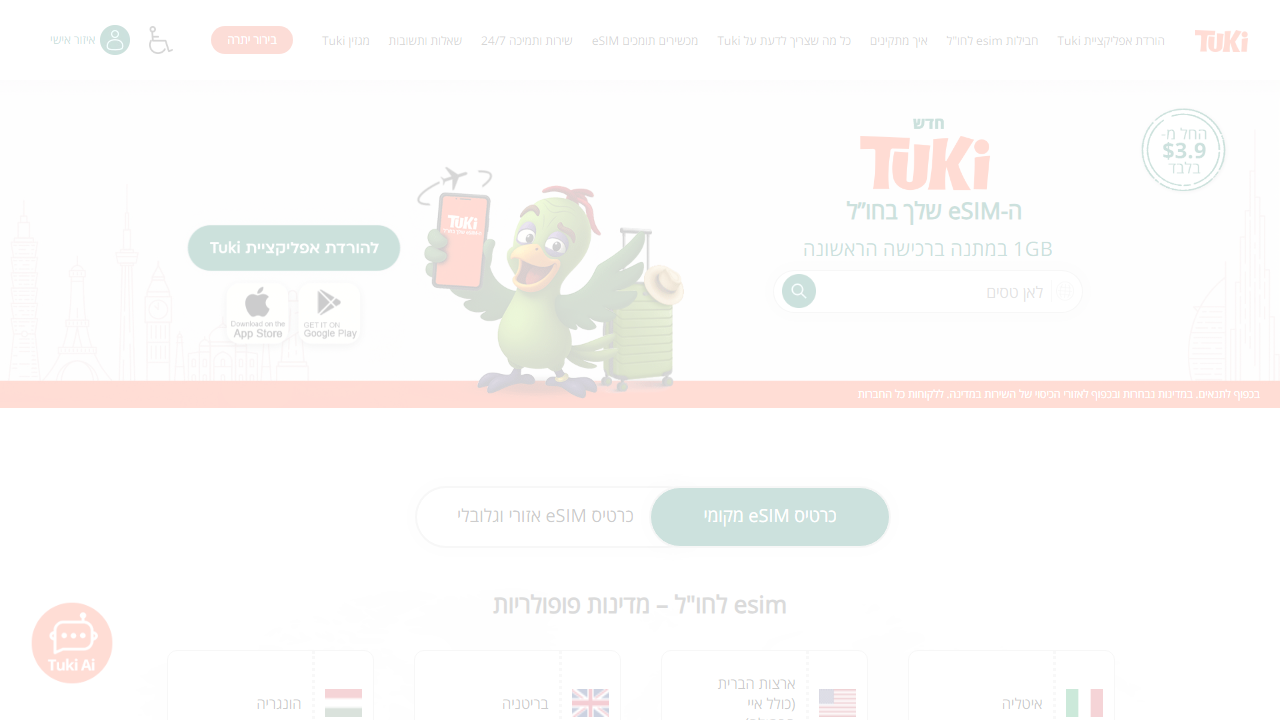 TUKI
הורדת אפליקציית Tuki
חבילות esim לחו"ל
איך מתקינים
כל מה שצריך לדעת על Tuki
מכשירים תומכים eSIM
שירות ותמיכה 24/7
שאלות ותשובות
מגזין Tuki
בירור יתרה
איזור אישי
החל מ-
$3.9
בלבד
חדש
TUKI
ה-eSIM שלך בחו"ל
1GB במתנה ברכישה הראשונה
לאן טסים
TUKI
להורדת אפליקציית Tuki
Download on the
App Store
GET IT ON
Google Play
בכפוף לתנאים, במדינות נבחרות ובכפוף לאזורי הכיסוי של השירות במדינה, ללקוחות כל החברות
כרטיס eSIM מקומי
כרטיס eSIM אזורי וגלובלי
esim לחו"ל – מדינות פופולריות
איטליה
ארצות הברית
(כולל איי
בריטניה
הונגריה
Tuki Ai